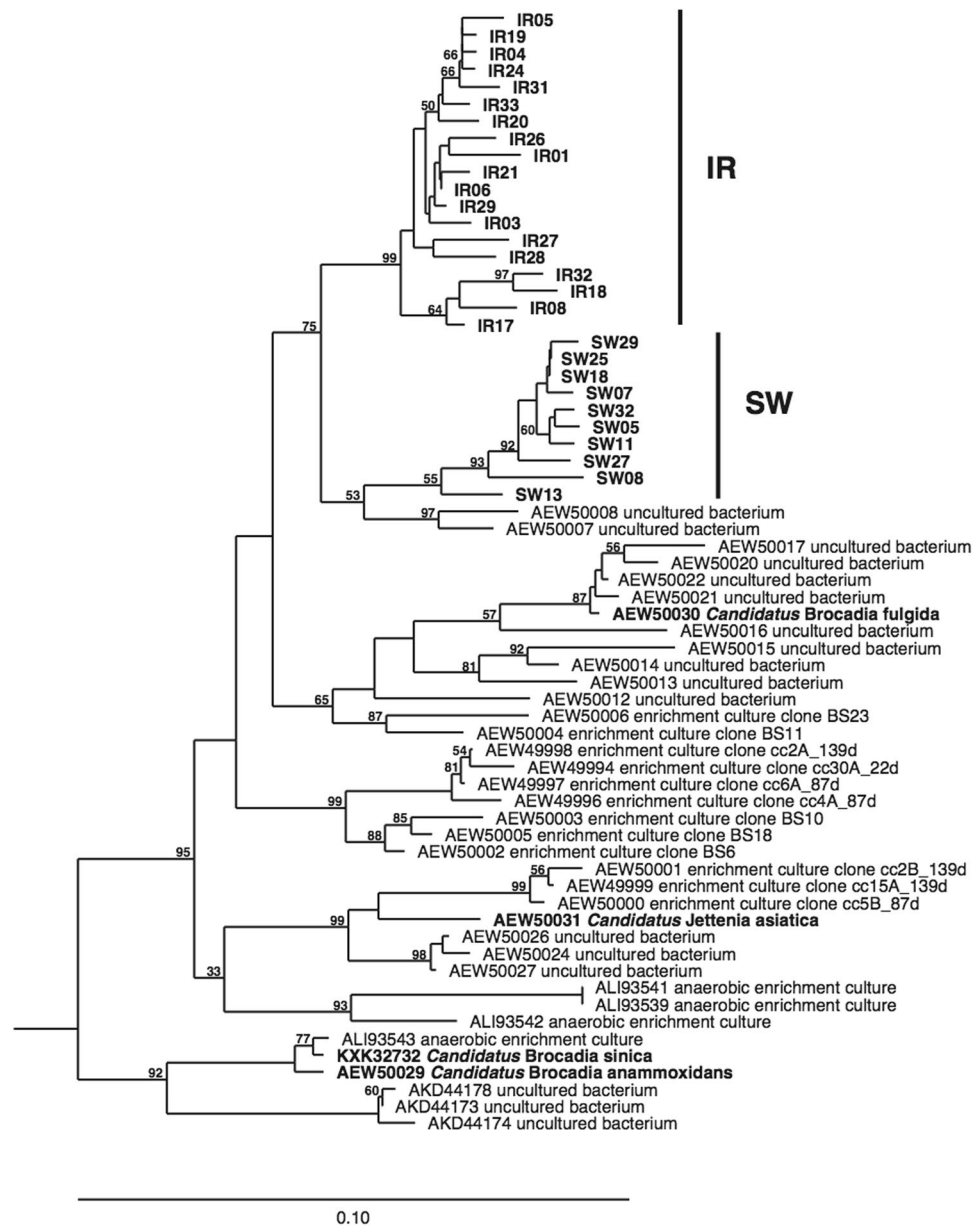 IR05
IR19
66
IR04
66
IR24
IR31
50
IR33
IR20
IR26
IR01
IR
IR21
IR06
IR29
IR03
IR27
99
IR28
97
IR32
IR18
64
IR08
75
IR17
SW29
SW25
SW18
SW07
SW
SW32
60
SW05
92
SW11
93
SW27
55
SW08
53
SW13
97
AEW50008 uncultured bacterium
AEW50007 uncultured bacterium
56
AEW50017 uncultured bacterium
AEW50020 uncultured bacterium
AEW50022 uncultured bacterium
87
AEW50021 uncultured bacterium
57
AEW50030 Candidatus Brocadia fulgida
AEW50016 uncultured bacterium
92
AEW50015 uncultured bacterium
81
AEW50014 uncultured bacterium
AEW50013 uncultured bacterium
65
AEW50012 uncultured bacterium
87
AEW50006 enrichment culture clone BS23
AEW50004 enrichment culture clone BS11
54
AEW49998 enrichment culture clone cc2A_139d
81
AEW49994 enrichment culture clone cc30A_22d
AEW49997 enrichment culture clone cc6A_87d
99
AEW49996 enrichment culture clone cc4A_87d
85
AEW50003 enrichment culture clone BS10
88
AEW50005 enrichment culture clone BS18
95
AEW50002 enrichment culture clone BS6
56
AEW50001 enrichment culture clone cc2B_139d
99
AEW49999 enrichment culture clone cc15A_139d
AEW50000 enrichment culture clone cc5B_87d
99
AEW50031 Candidatus Jettenia asiatica
AEW50026 uncultured bacterium
98
AEW50024 uncultured bacterium
33
AEW50027 uncultured bacterium
ALI93541 anaerobic enrichment culture
93
ALI93539 anaerobic enrichment culture
ALI93542 anaerobic enrichment culture
77
ALI93543 anaerobic enrichment culture
KXK32732 Candidatus Brocadia sinica
92
AEW50029 Candidatus Brocadia anammoxidans
60
AKD44178 uncultured bacterium
AKD44173 uncultured bacterium
AKD44174 uncultured bacterium
0.10